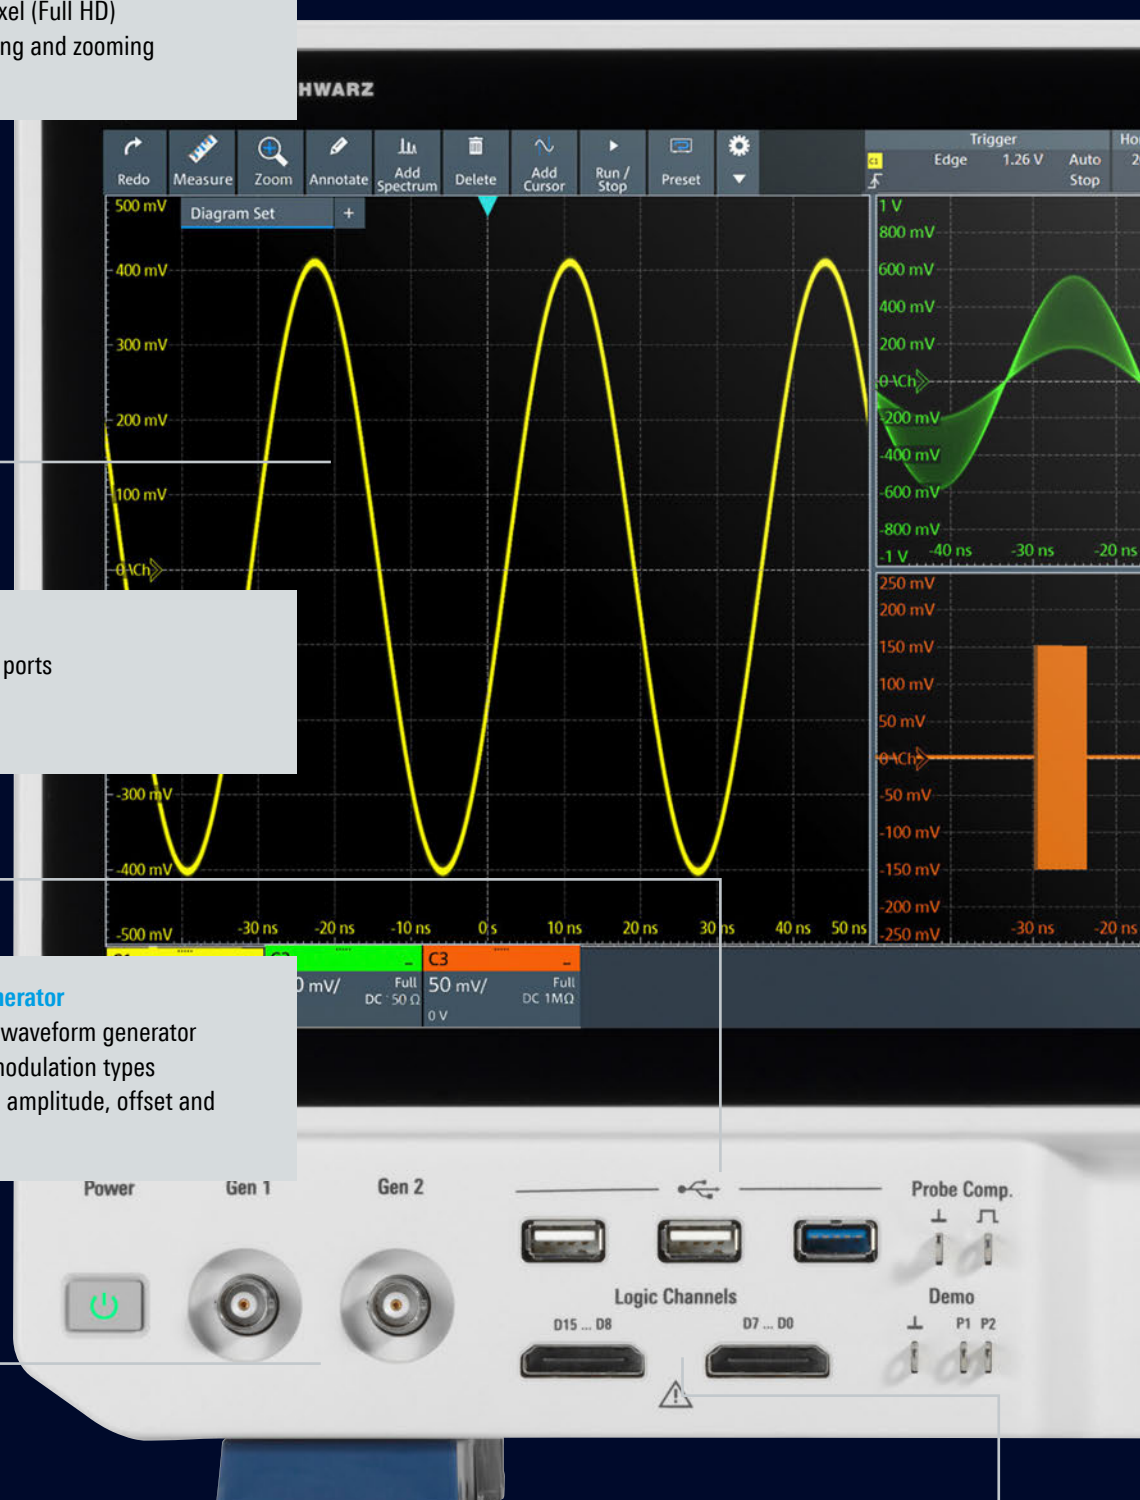 xel (Full HD)
ng and zooming
HWARZ
Redo
Measure
Zoom
Annotate
Add Spectrum
Delete
Add Cursor
Run / Stop
Preset
Trigger
C1
Edge 1.26 V Auto
Stop
Ho
2
Diagram Set +
500 mV
400 mV
300 mV
200 mV
100 mV
-300 mV
-400 mV
-500 mV
-30 ns -20 ns -10 ns 0 s 10 ns 20 ns 30 ns 40 ns 50 ns
1 V
800 mV
600 mV
400 mV
200 mV
-200 mV
-400 mV
-600 mV
-800 mV
-1 V
-40 ns -30 ns -20 ns
250 mV
200 mV
150 mV
100 mV
50 mV
-50 mV
-100 mV
-150 mV
-200 mV
-250 mV
-30 ns -20 ns
ports
C3
0 mV/ Full
DC 50 Ω
50 mV/ Full
DC 1MΩ
0 V
nerator
waveform generator
modulation types
amplitude, offset and
Power
Gen 1
Gen 2
Probe Comp.
Logic Channels
D15 ... D8
D7 ... D0
Demo
P1 P2